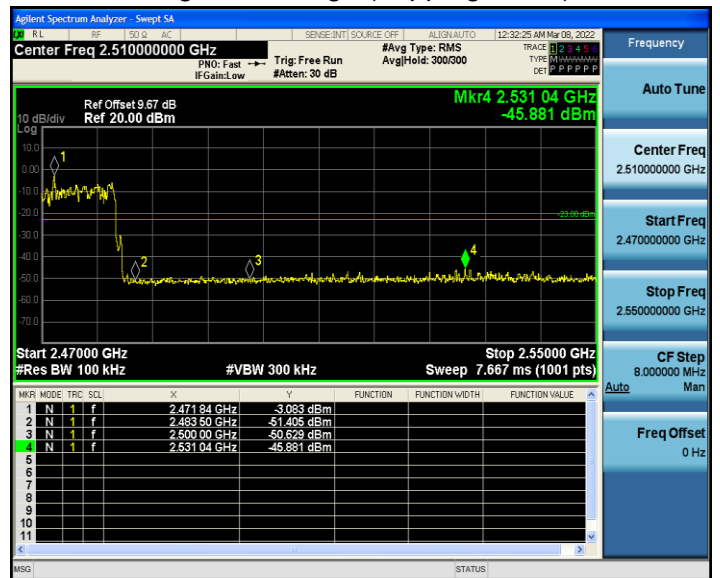 Agilent Spectrum Analyzer - Swept SA
LXI RL RF 50 Ω AC SENSE:INT SOURCE OFF ALIGN AUTO 12:32:25 AM Mar 08, 2022
Center Freq 2.510000000 GHz #Avg Type: RMS TRACE 1 2 3 4 5 6
PNO: Fast Trig: Free Run Avg|Hold: 300/300 TYPE M WWWWW
IFGain:Low #Atten: 30 dB DET P P P P P P
Ref Offset 9.67 dB Mkr4 2.531 04 GHz
10 dB/div Ref 20.00 dBm -45.881 dBm
Log
10.0
1
0.00
-10.0
-20.0
-23.00 dBm
-30.0
-40.0
2 3 4
-50.0
-60.0
-70.0
Start 2.47000 GHz Stop 2.55000 GHz
#Res BW 100 kHz #VBW 300 kHz Sweep 7.667 ms (1001 pts)
MKR MODE TRC SCL X Y FUNCTION FUNCTION WIDTH FUNCTION VALUE
1 N 1 f 2.471 84 GHz -3.083 dBm
2 N 1 f 2.483 50 GHz -51.405 dBm
3 N 1 f 2.500 00 GHz -50.629 dBm
4 N 1 f 2.531 04 GHz -45.881 dBm
5
6
7
8
9
10
11
MSG STATUS
Frequency
Auto Tune
Center Freq
2.510000000 GHz
Start Freq
2.470000000 GHz
Stop Freq
2.550000000 GHz
CF Step
8.000000 MHz
Auto Man
Freq Offset
0 Hz